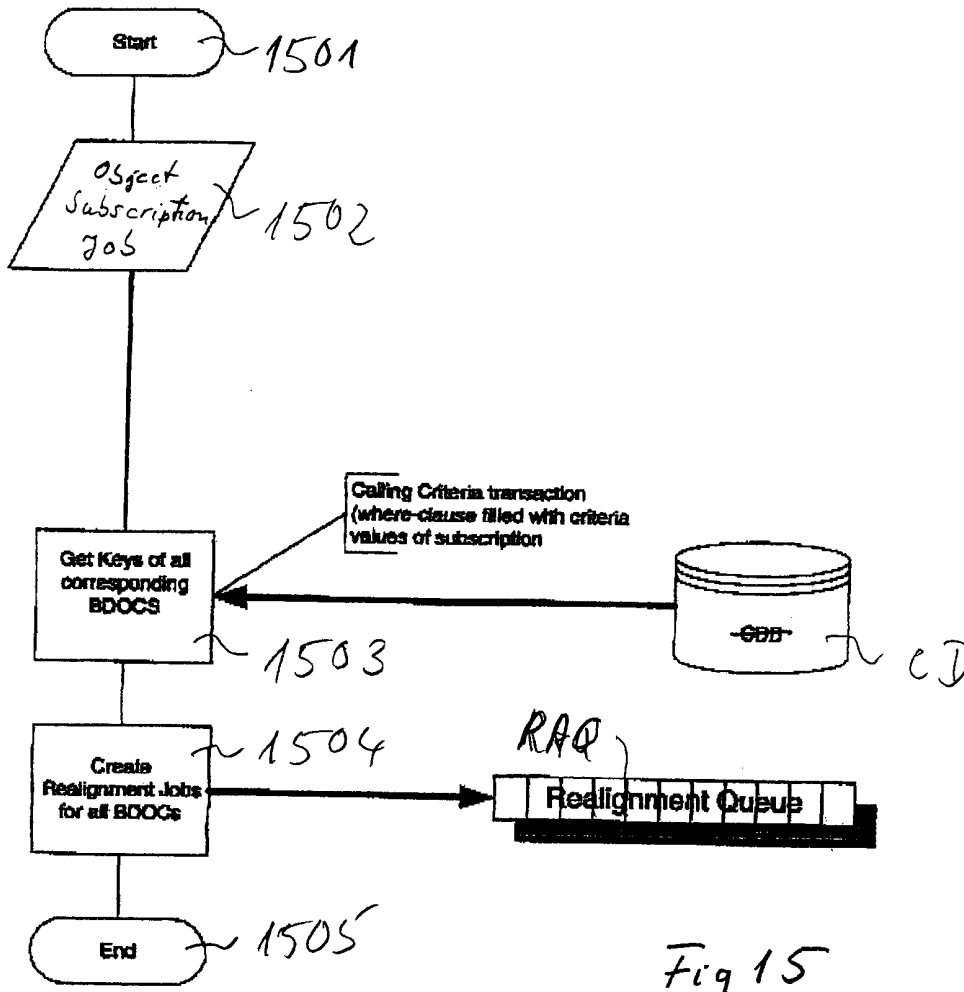 Start
1501
Object
Subscription
Job
1502
Calling Criteria transaction
(where-clause filled with criteria
values of subscription
Get Keys of all
corresponding
BDOCS
1503
CDB
CD
1504
Create
Realignment Jobs
for all BDOCs
RAQ
Realignment Queue
End
1505
Fig 15